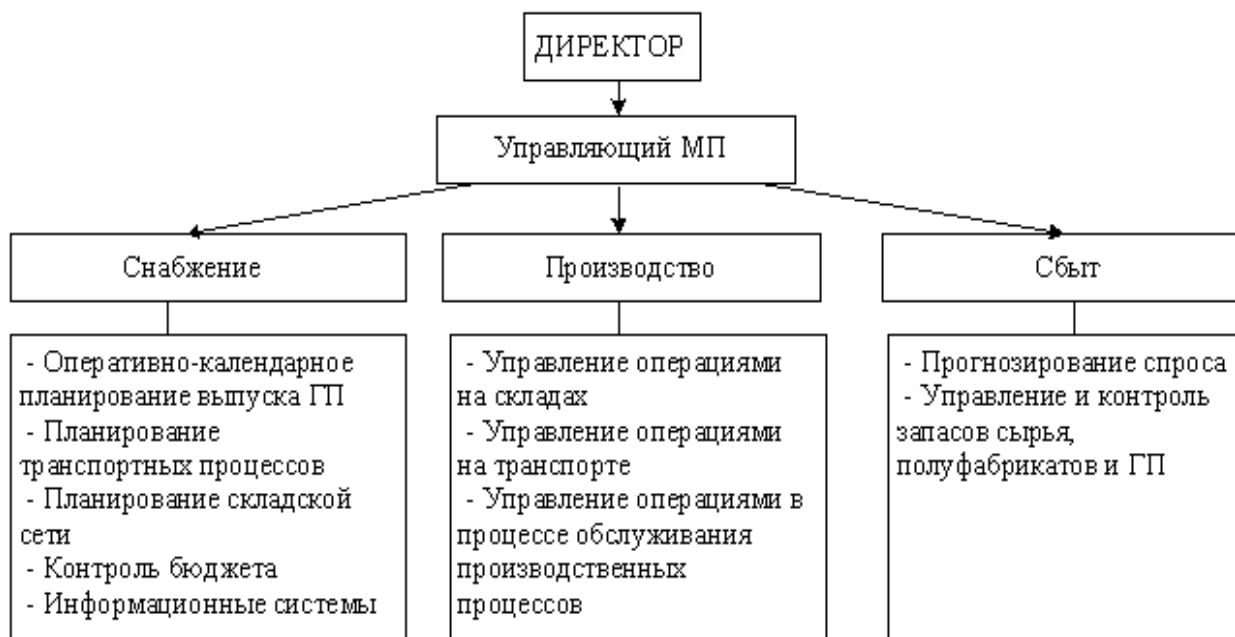 ДИРЕКТОР
Управляющий МП
Снабжение
Производство
Сбыт
- Оперативно-календарное
планирование выпуска ГП
- Планирование
транспортных процессов
- Планирование складской
сети
- Контроль бюджета
- Информационные системы
- Управление операциями
на складах
- Управление операциями
на транспорте
- Управление операциями в
процессе обслуживания
производственных
процессов
- Прогнозирование спроса
- Управление и контроль
запасов сырья,
полуфабрикатов и ГП